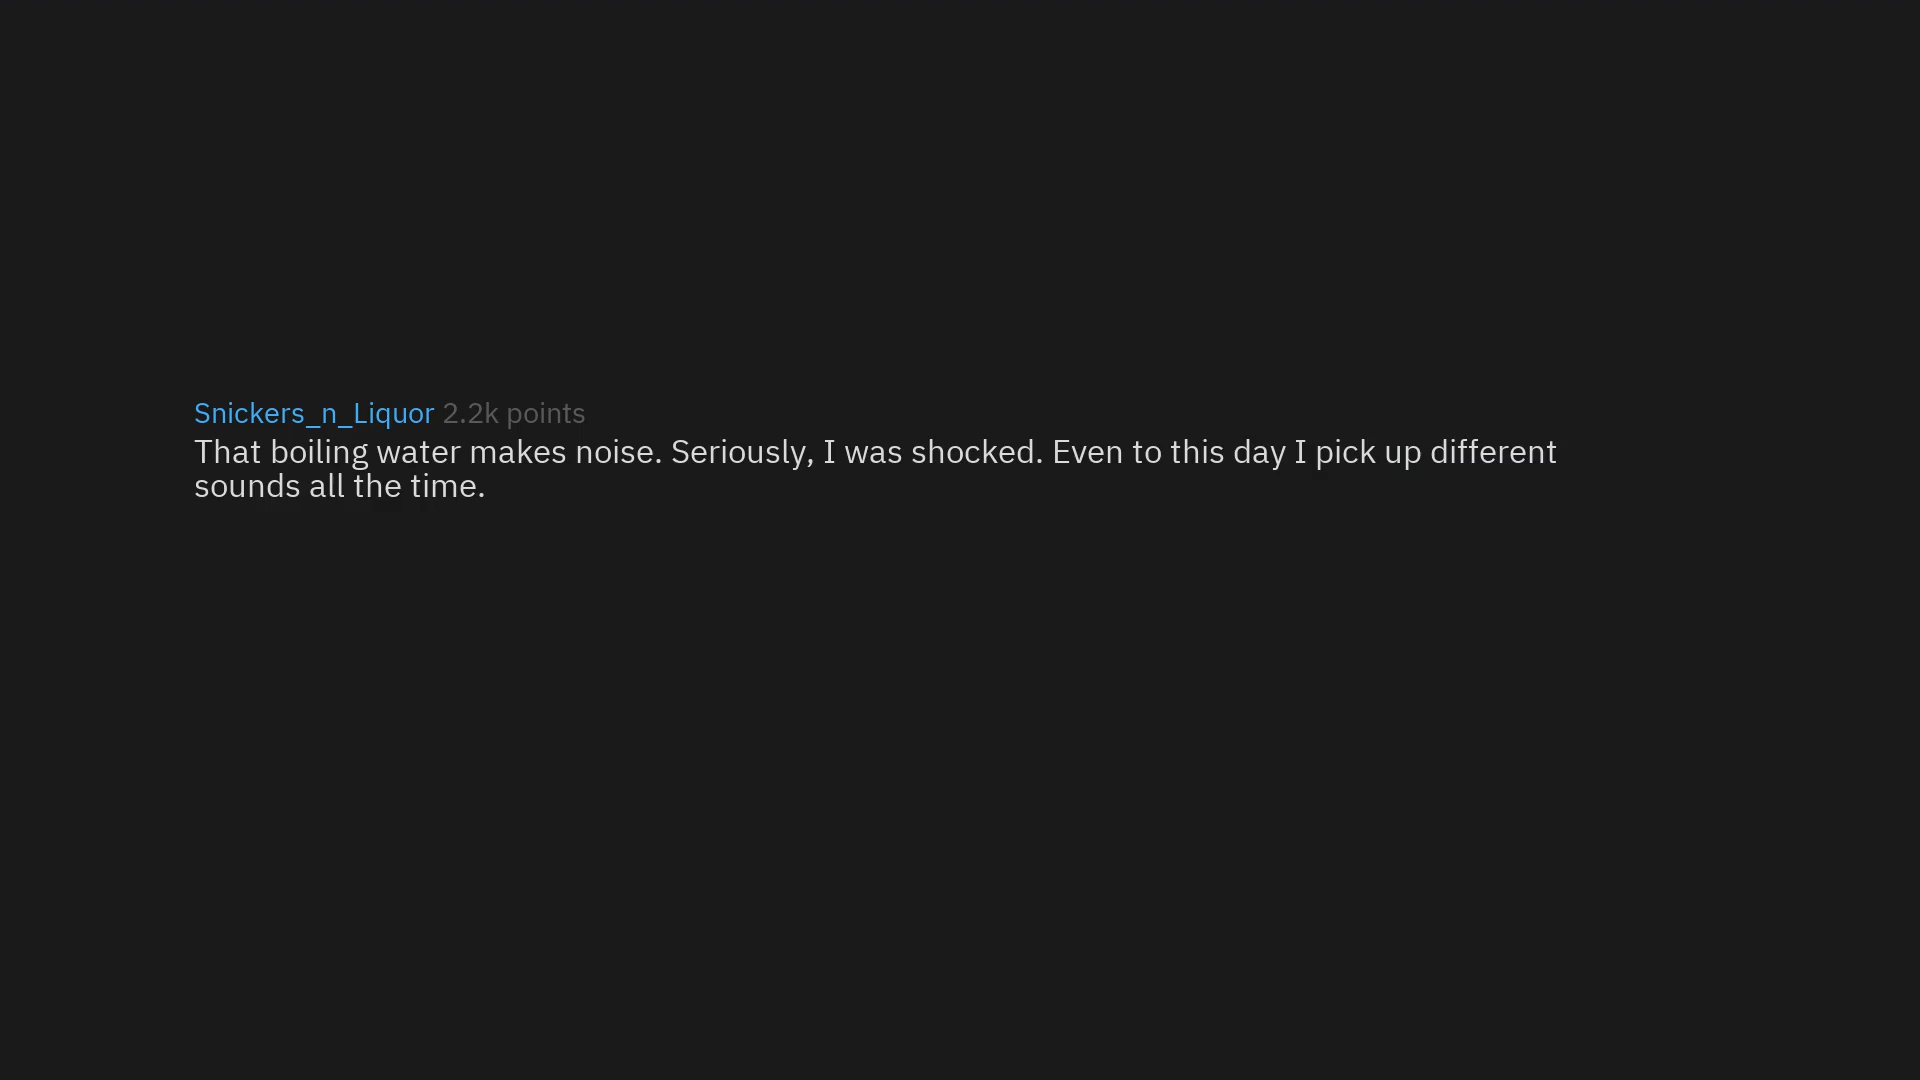 Snickers_n_Liquor 2.2k points
That boiling water makes noise. Seriously, I was shocked. Even to this day I pick up different
sounds all the time.